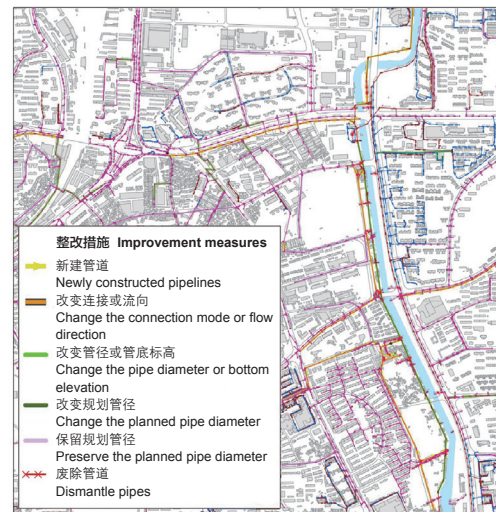 整改措施 Improvement measures
新建管道
Newly constructed pipelines
改变连接或流向
Change the connection mode or flow
direction
改变管径或管底标高
Change the pipe diameter or bottom
elevation
改变规划管径
Change the planned pipe diameter
保留规划管径
Preserve the planned pipe diameter
废除管道
Dismantle pipes